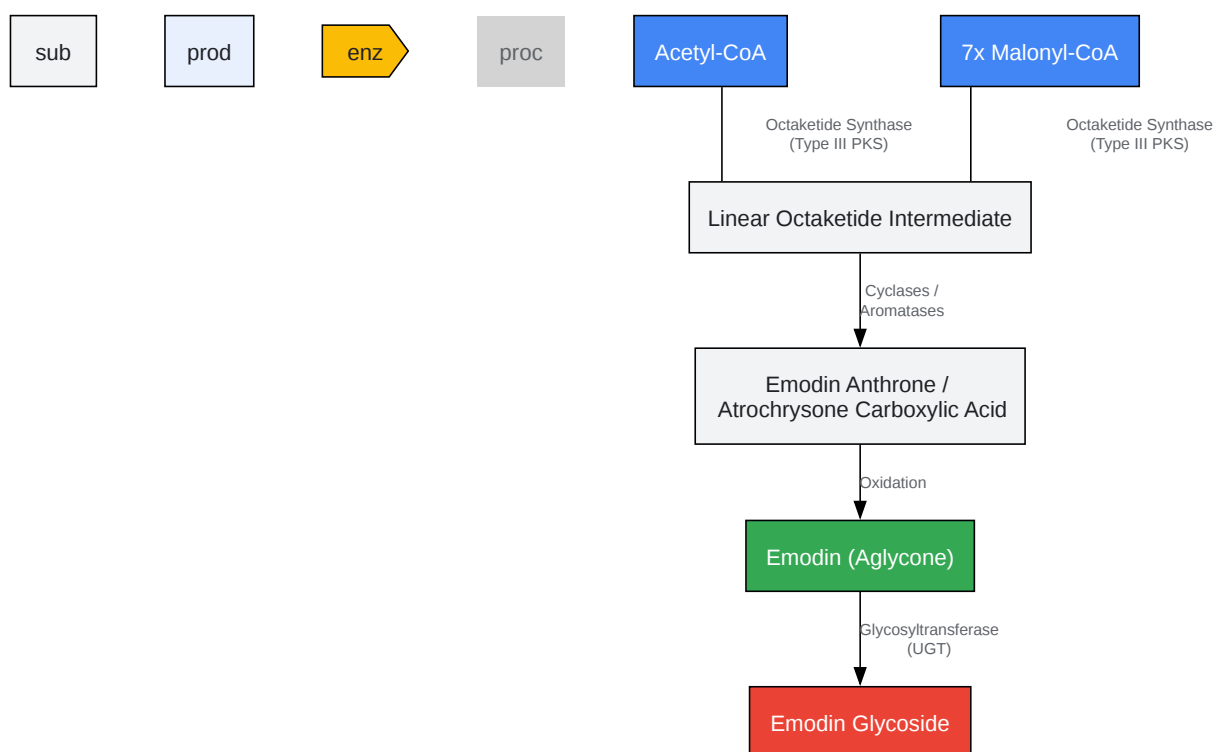 sub
prod
enz
proc
Acetyl-CoA
7x Malonyl-CoA
Octaketide Synthase
(Type III PKS)
Octaketide Synthase
(Type III PKS)
Linear Octaketide Intermediate
Cyclases /
Aromatases
Emodin Anthrone /
Atrochrysone Carboxylic Acid
Oxidation
Emodin (Aglycone)
Glycosyltransferase
(UGT)
Emodin Glycoside